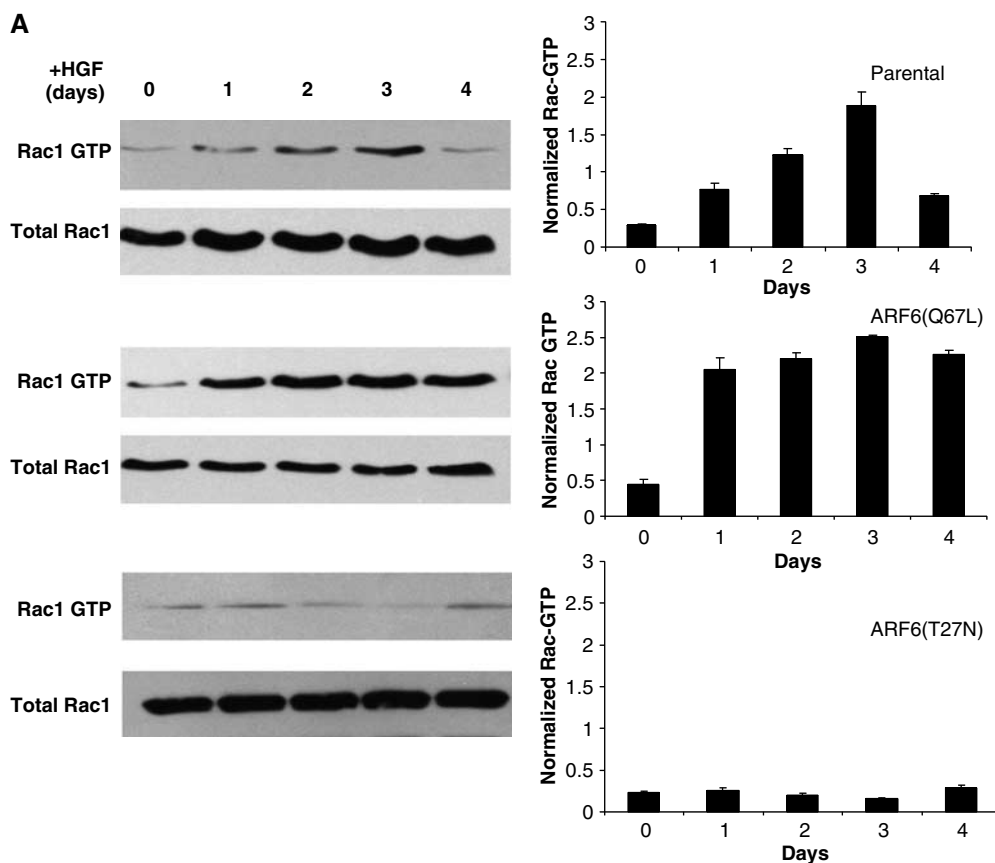 A
+HGF
(days)
0 1 2 3 4
Rac1 GTP
Total Rac1
Rac1 GTP
Total Rac1
Rac1 GTP
Total Rac1
Normalized Rac-GTP
3
2.5
2
1.5
1
0.5
0
Parental
0 1 2 3 4
Days
Normalized Rac GTP
3
2.5
2
1.5
1
0.5
0
ARF6(Q67L)
0 1 2 3 4
Days
Normalized Rac-GTP
3
2.5
2
1.5
1
0.5
0
ARF6(T27N)
0 1 2 3 4
Days